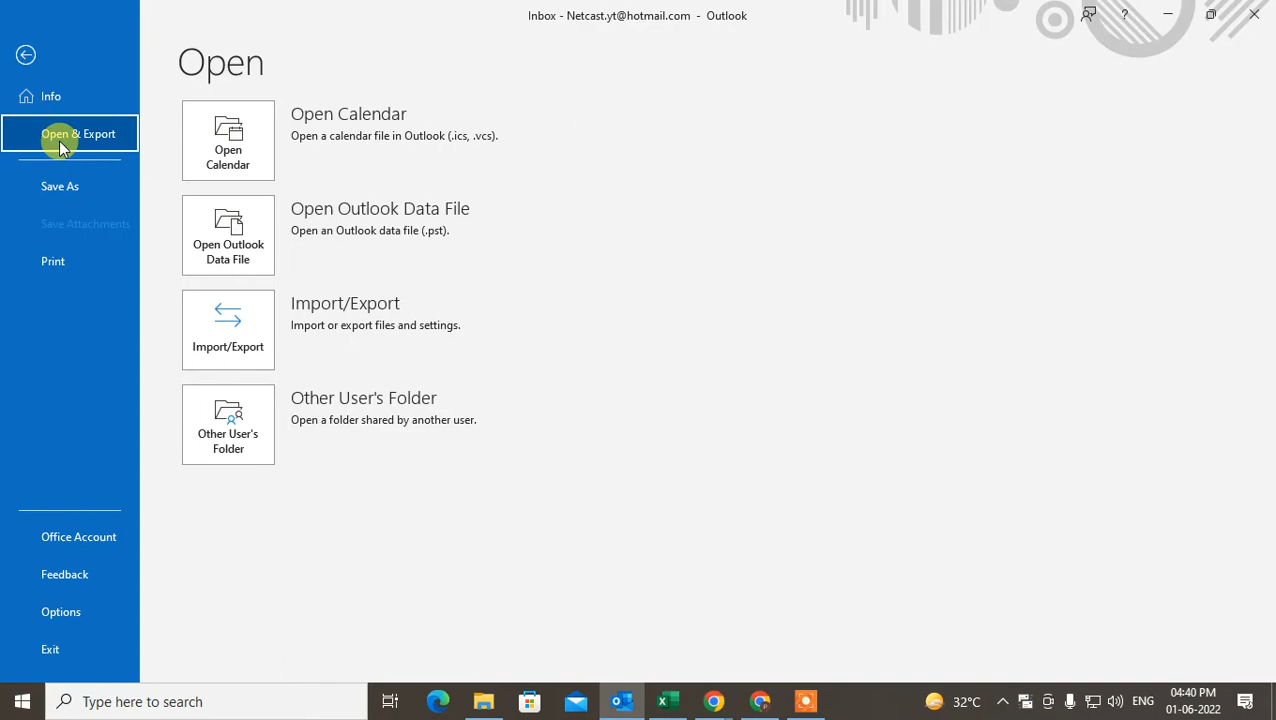 Inbox - Netcast.yt@hotmail.com - Outlook
?
Info
Open & Export
Save As
Save Attachments
Print
Office Account
Feedback
Options
Exit
Open
Open
Calendar
Open Calendar
Open a calendar file in Outlook (.ics, .vcs).
Open Outlook
Data File
Open Outlook Data File
Open an Outlook data file (.pst).
Import/Export
Import/Export
Import or export files and settings.
Other User's
Folder
Other User's Folder
Open a folder shared by another user.
Type here to search
32°C
ENG
04:40 PM
01-06-2022